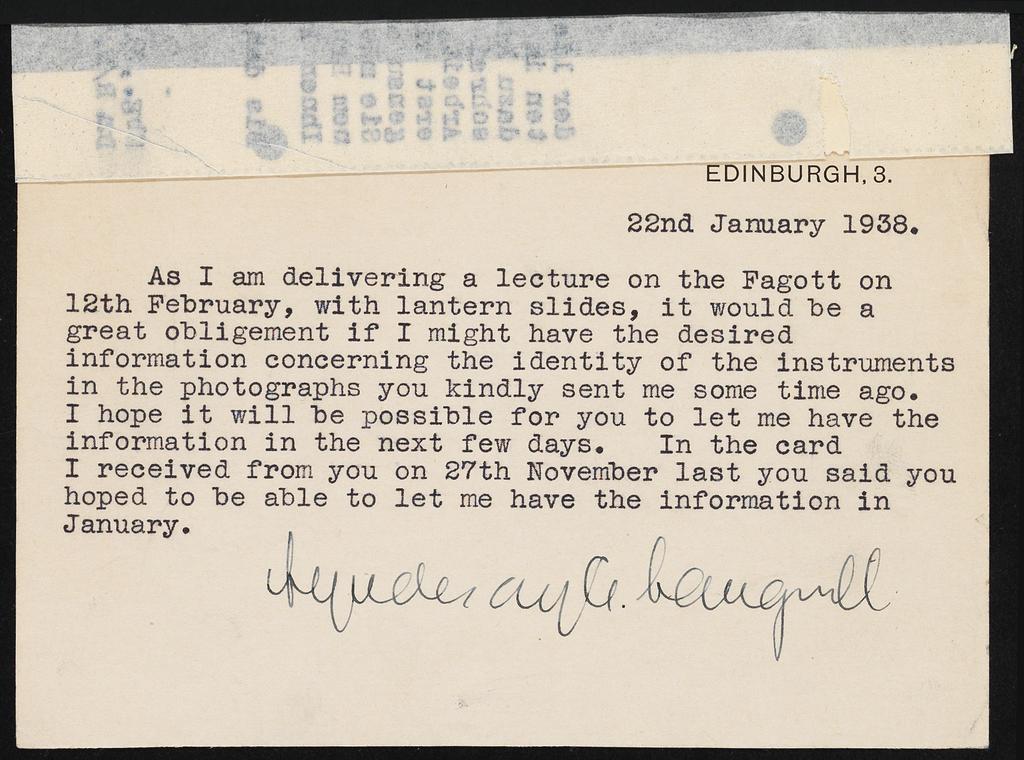 EDINBURGH, 3.
22nd January 1938.
As I am delivering a lecture on the Fagott on
12th February, with lantern slides, it would be a
great obligement if I might have the desired
information concerning the identity of the instruments
in the photographs you kindly sent me some time ago.
I hope it will be possible for you to let me have the
information in the next few days.   In the card
I received from you on 27th November last you said you
hoped to be able to let me have the information in
January.